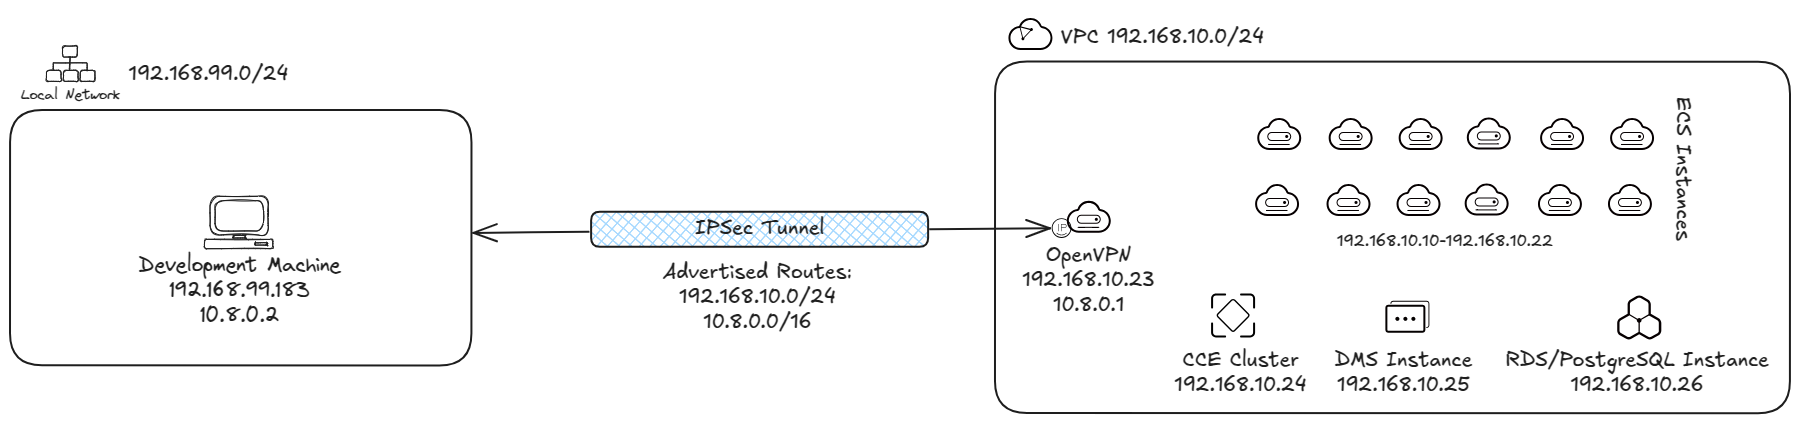 VPC 192.168.10.0/24
192.168.99.0/24
Local Network
ECS Instances
IPSec Tunnel
IP
192.168.10.10-192.168.10.22
OpenVPN
192.168.10.23
10.8.0.1
Development Machine
192.168.99.183
10.8.0.2
Advertised Routes:
192.168.10.0/24
10.8.0.0/16
CCE Cluster
192.168.10.24
DMS Instance
192.168.10.25
RDS/PostgreSQL Instance
192.168.10.26